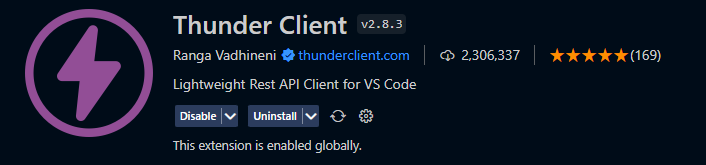 Thunder Client v2.8.3
Ranga Vadhineni thunderclient.com 2,306,337 (169)
Lightweight Rest API Client for VS Code
Disable Uninstall
This extension is enabled globally.